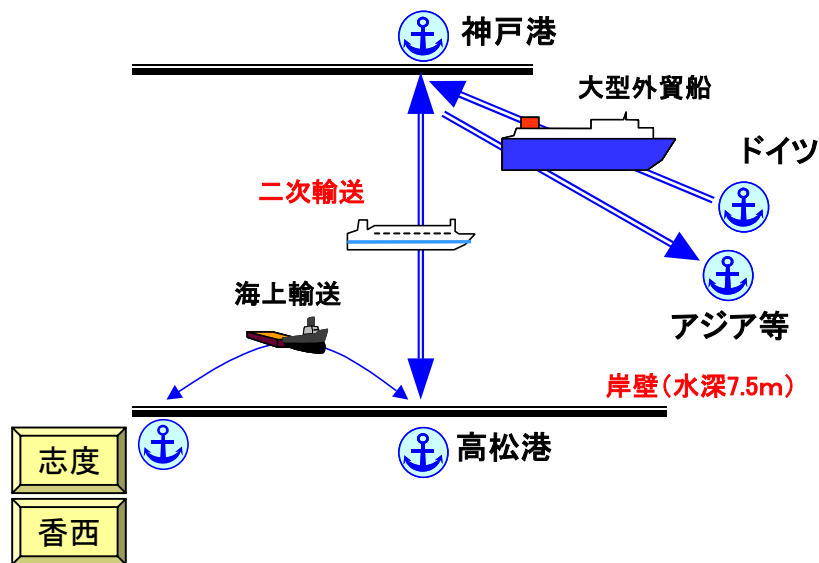 神戸港
大型外貿船
ドイツ
二次輸送
海上輸送
アジア等
岸壁（水深7.5m）
高松港
志度
香西